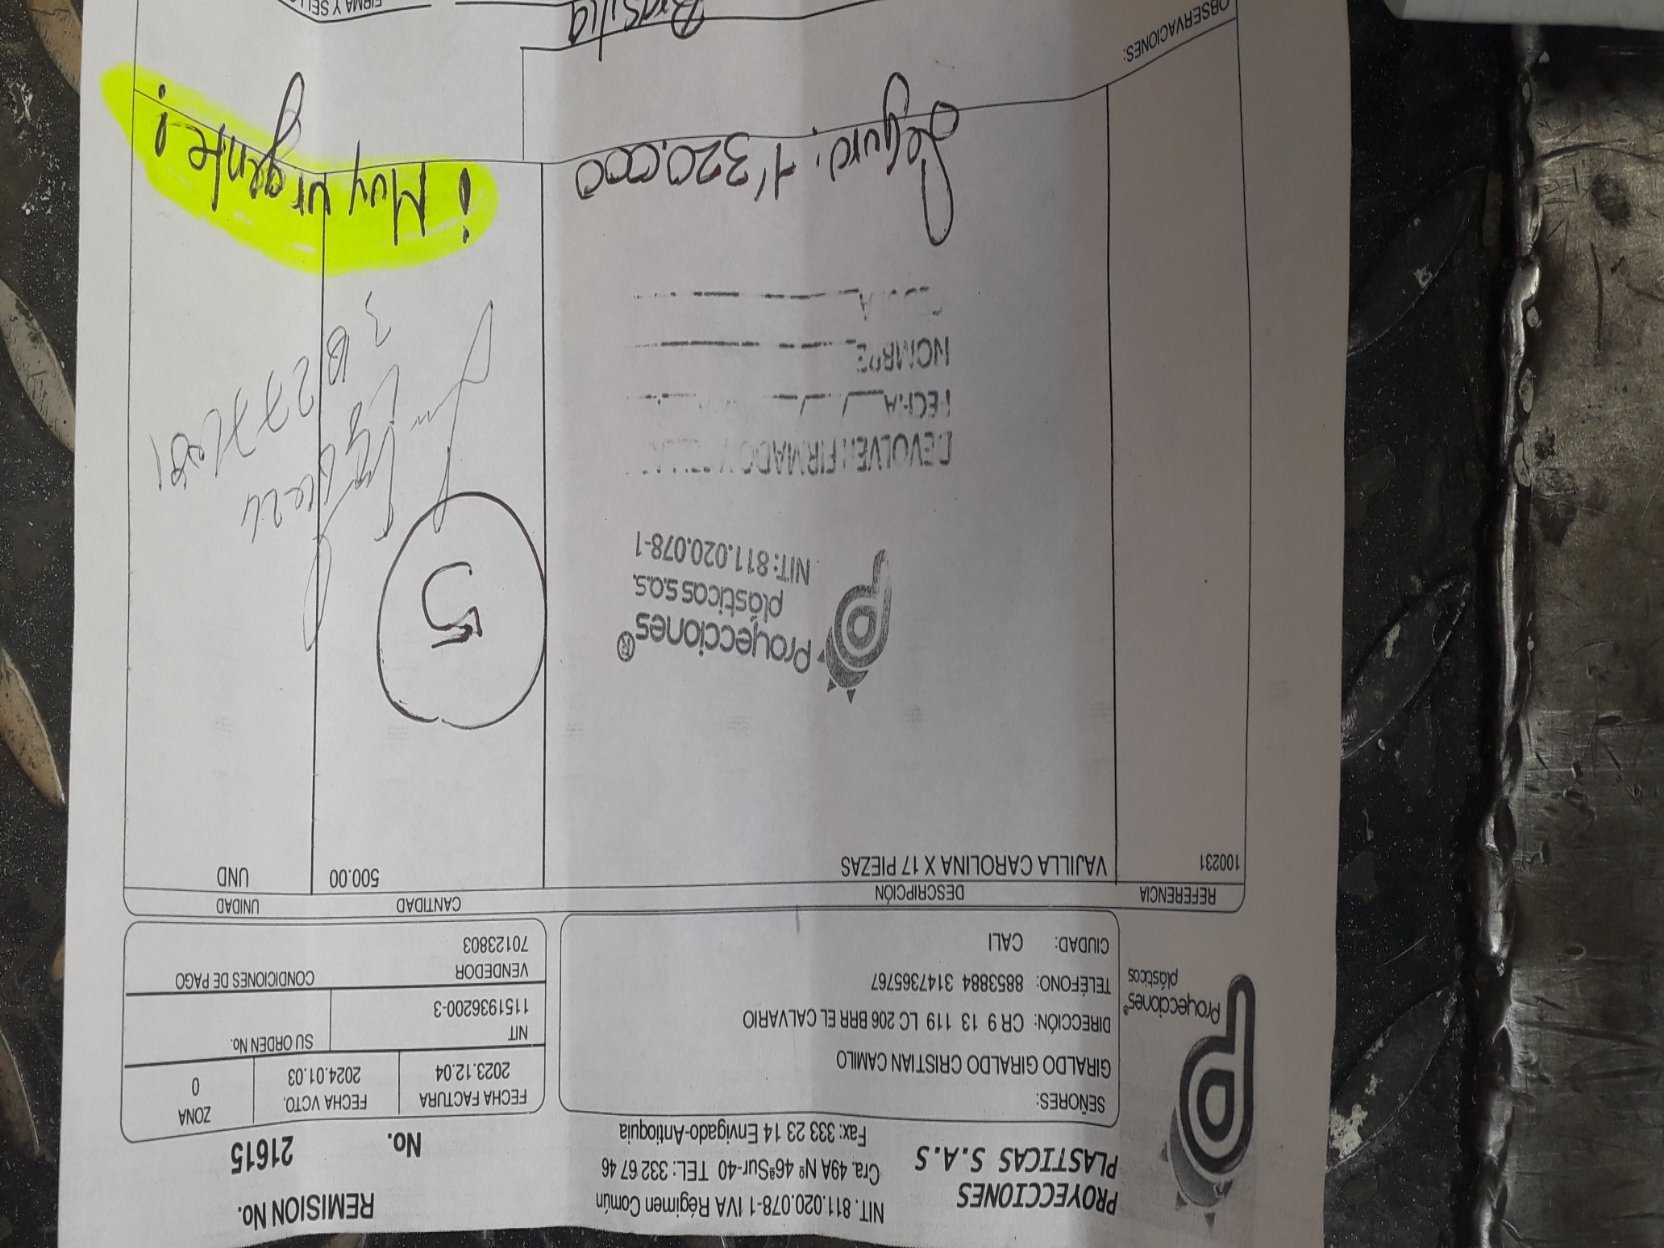 PROYECCIONES
PLASTICAS S.A.S
NIT. 811.020.078-1 IVA Régimen Común
Cra. 49A Nº 46ªSur-40 TEL: 332 67 46
Fax: 333 23 14 Envigado-Antioquia
REMISION No.
No. 21615
Proyecciones®
plásticos
SEÑORES:
GIRALDO GIRALDO CRISTIAN CAMILO
DIRECCIÓN: CR 9 13 119 LC 206 BRR EL CALVARIO
TELÉFONO: 8853884 3147365767
CIUDAD: CALI
FECHA FACTURA
2023.12.04
FECHA VCTO.
2024.01.03
ZONA
0
NIT
1151936200-3
SU ORDEN No.
VENDEDOR
70123803
CONDICIONES DE PAGO
REFERENCIA DESCRIPCIÓN CANTIDAD UNIDAD
100231 VAJILLA CAROLINA X 17 PIEZAS 500.00 UND
Proyecciones®
plásticos s.a.s.
NIT: 811.020.078-1
5
DEVOLVER FIRMADO Y
FECHA / /
NOMBRE
Seguro: 1'320.000
¡Muy urgente!
OBSERVACIONES:
Brasilia
FIRMA Y SELLO